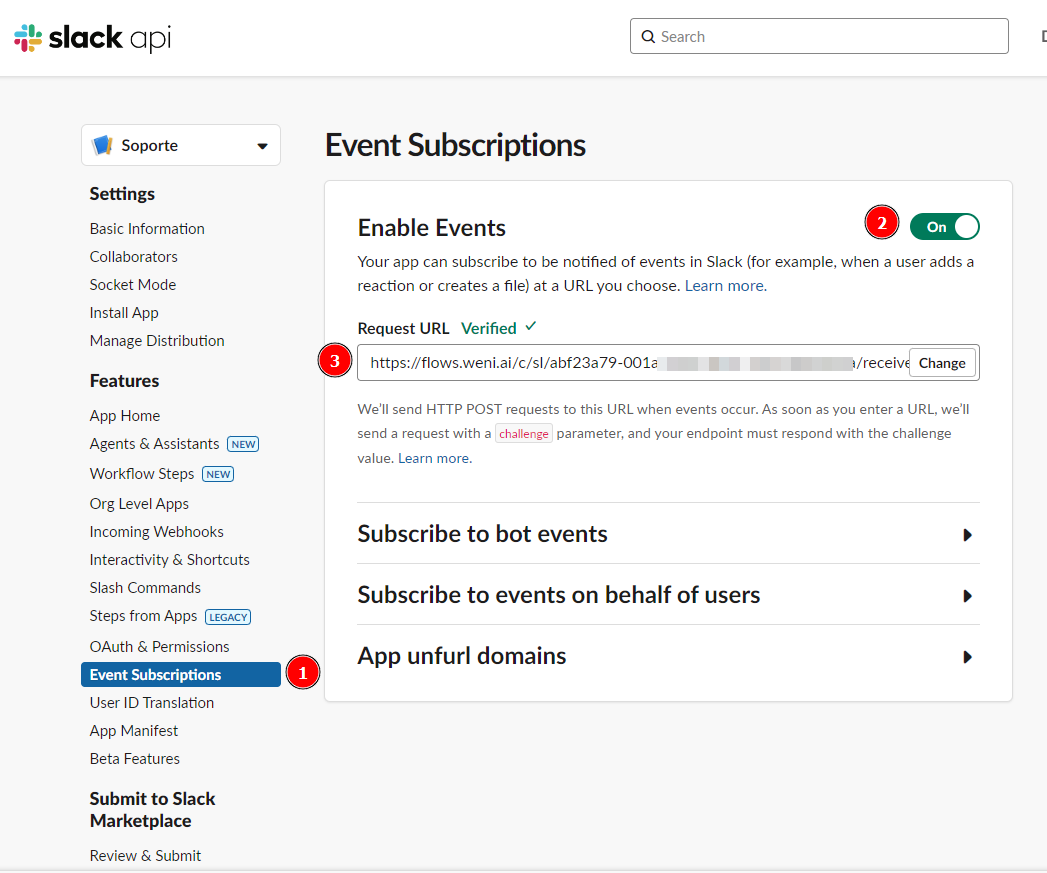 slack api
Search
Soporte
Settings
Basic Information
Collaborators
Socket Mode
Install App
Manage Distribution
Features
App Home
Agents & Assistants NEW
Workflow Steps NEW
Org Level Apps
Incoming Webhooks
Interactivity & Shortcuts
Slash Commands
Steps from Apps LEGACY
OAuth & Permissions
Event Subscriptions 1
User ID Translation
App Manifest
Beta Features
Submit to Slack
Marketplace
Review & Submit
Event Subscriptions
Enable Events 2 On
Your app can subscribe to be notified of events in Slack (for example, when a user adds a
reaction or creates a file) at a URL you choose. Learn more.
Request URL Verified ✓
3 https://flows.weni.ai/c/sl/abf23a79-001a /receive Change
We'll send HTTP POST requests to this URL when events occur. As soon as you enter a URL, we'll
send a request with a challenge parameter, and your endpoint must respond with the challenge
value. Learn more.
Subscribe to bot events
Subscribe to events on behalf of users
App unfurl domains